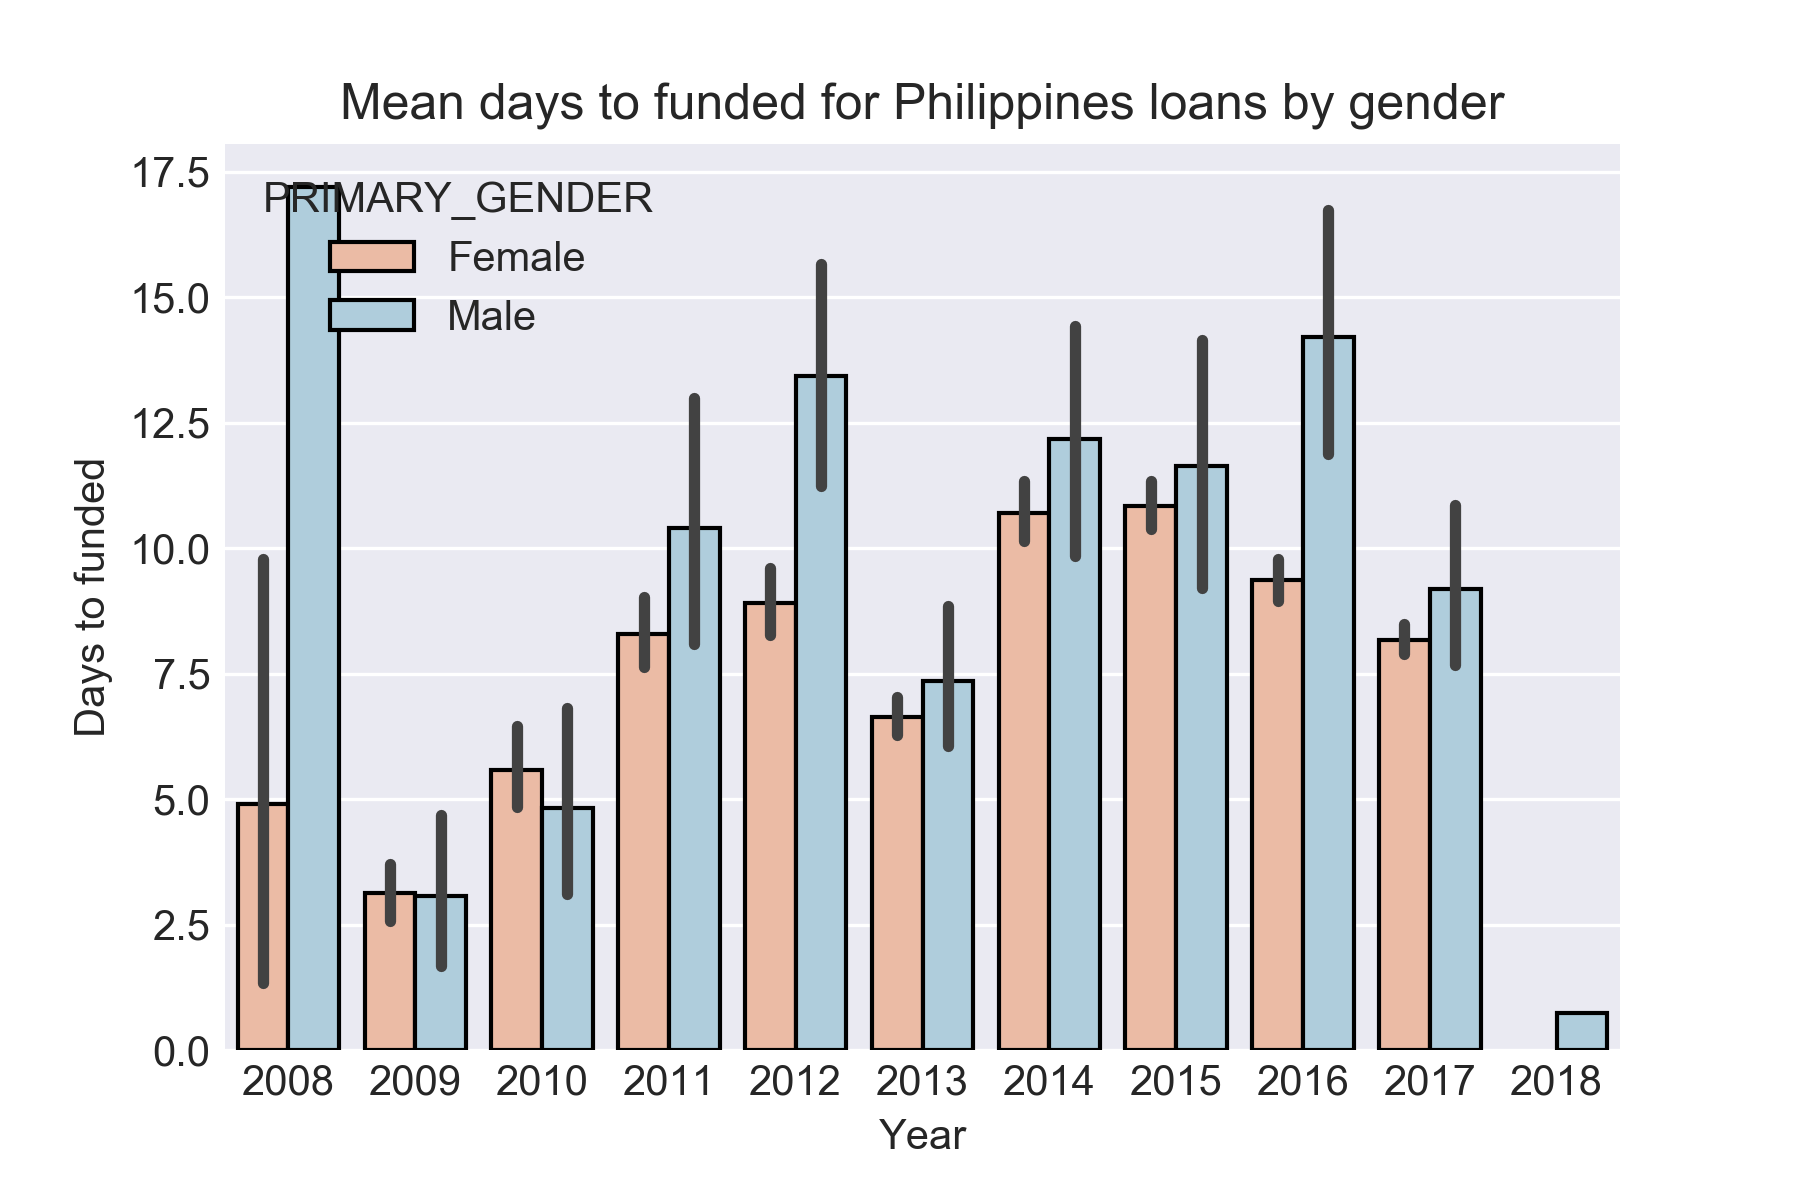 Mean days to funded for Philippines loans by gender
17.5
PRIMARY_GENDER
Female
Male
15.0
12.5
10.0
7.5
5.0
2.5
0.0
Days to funded
2008 2009 2010 2011 2012 2013 2014 2015 2016 2017 2018
Year